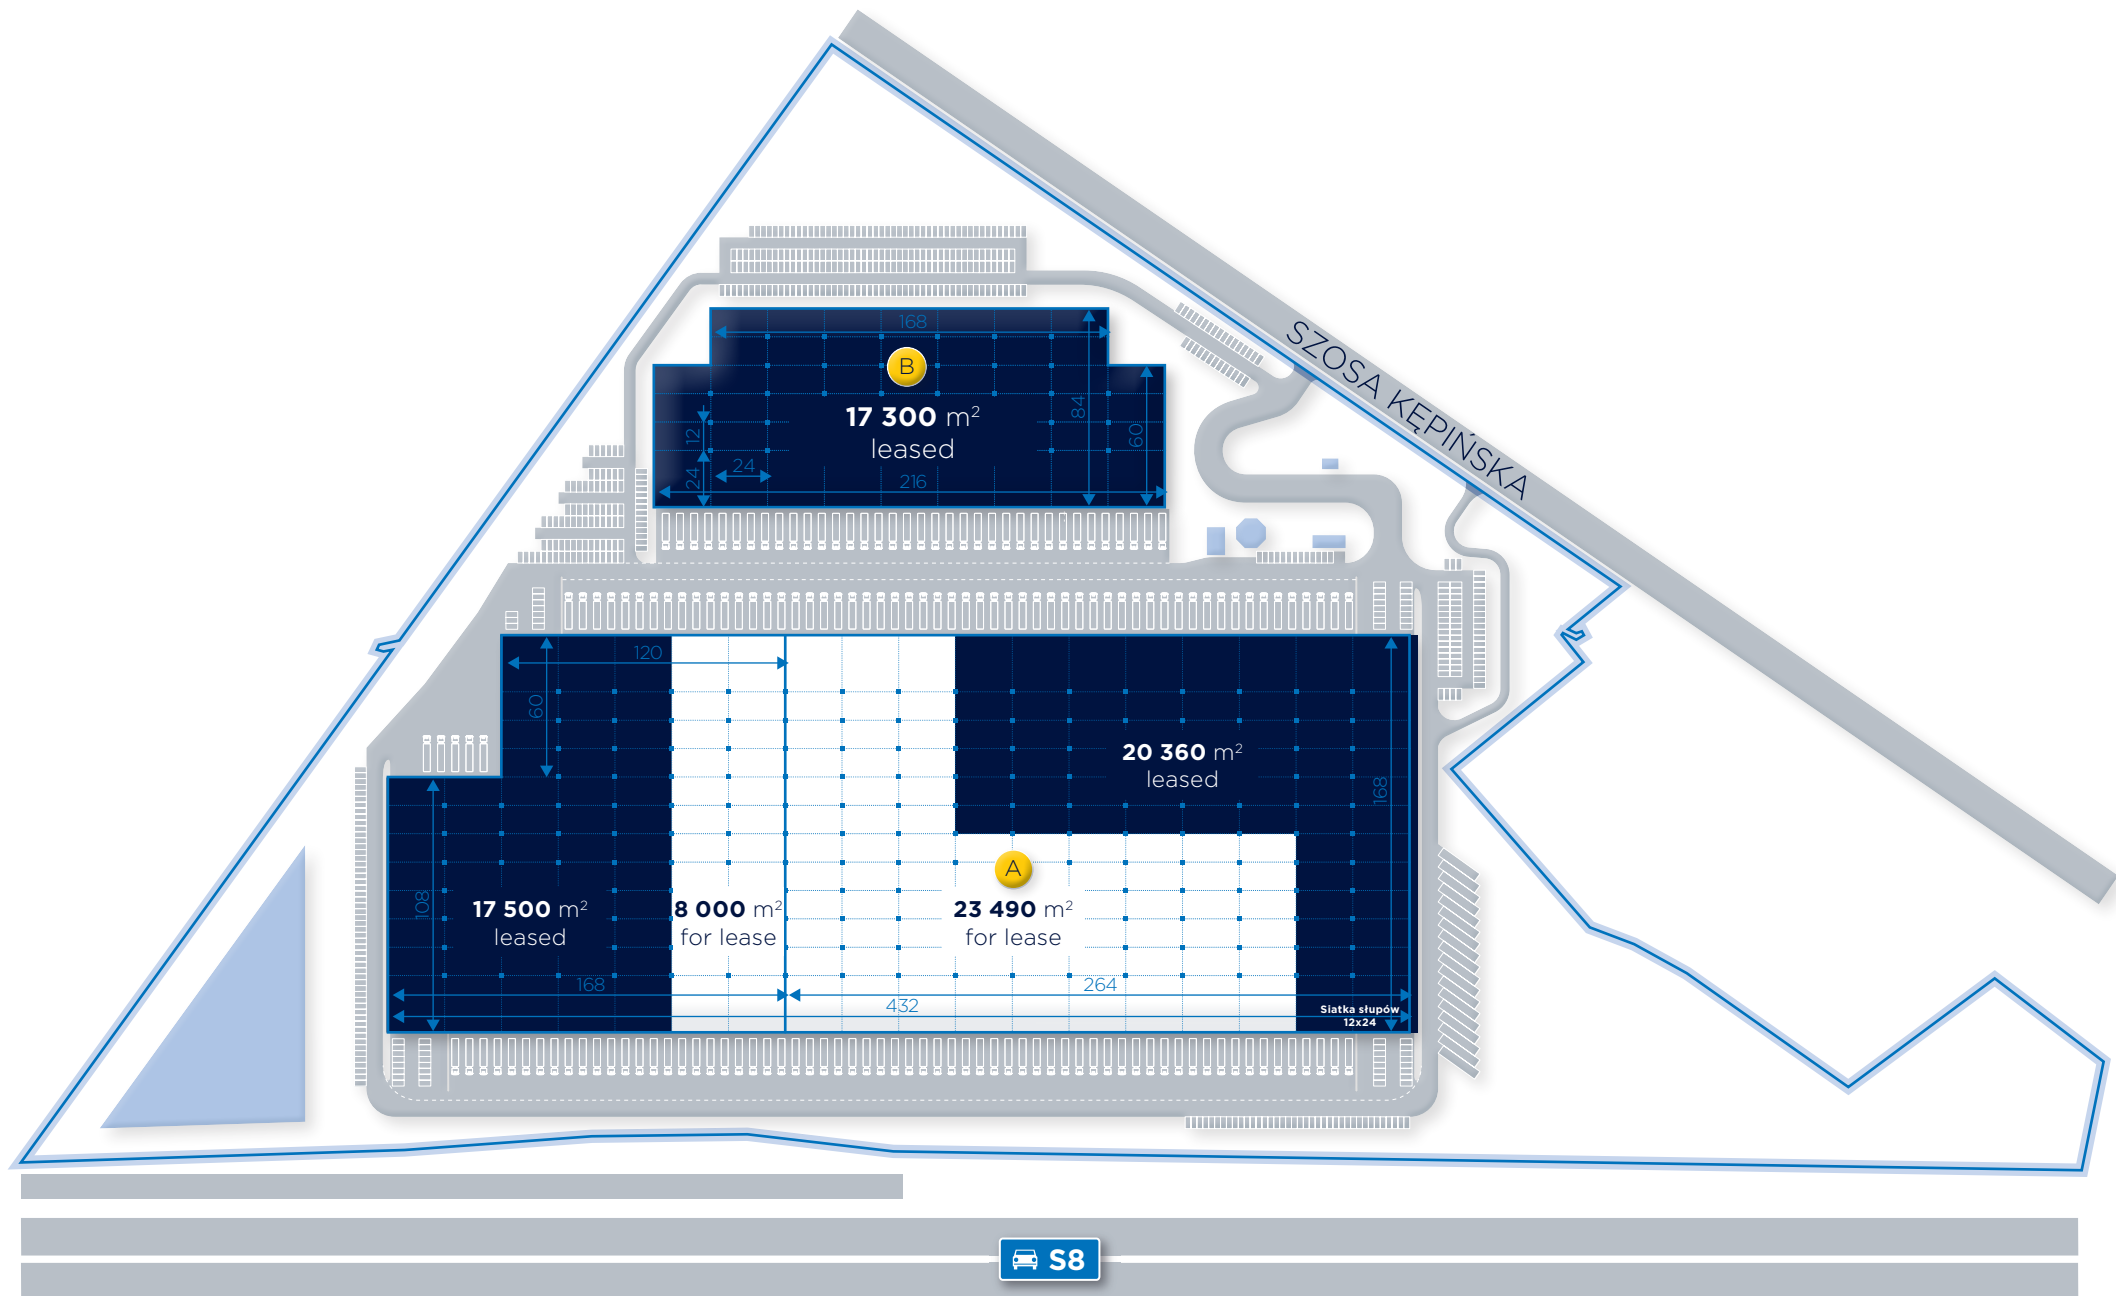 SZOSA KĘPIŃSKA
168
B
17 300 m²
leased
84
60
12
24
24
216
120
60
20 360 m²
leased
168
A
108
17 500 m²
leased
8 000 m²
for lease
23 490 m²
for lease
168
264
432
Siatka słupów
12x24
S8